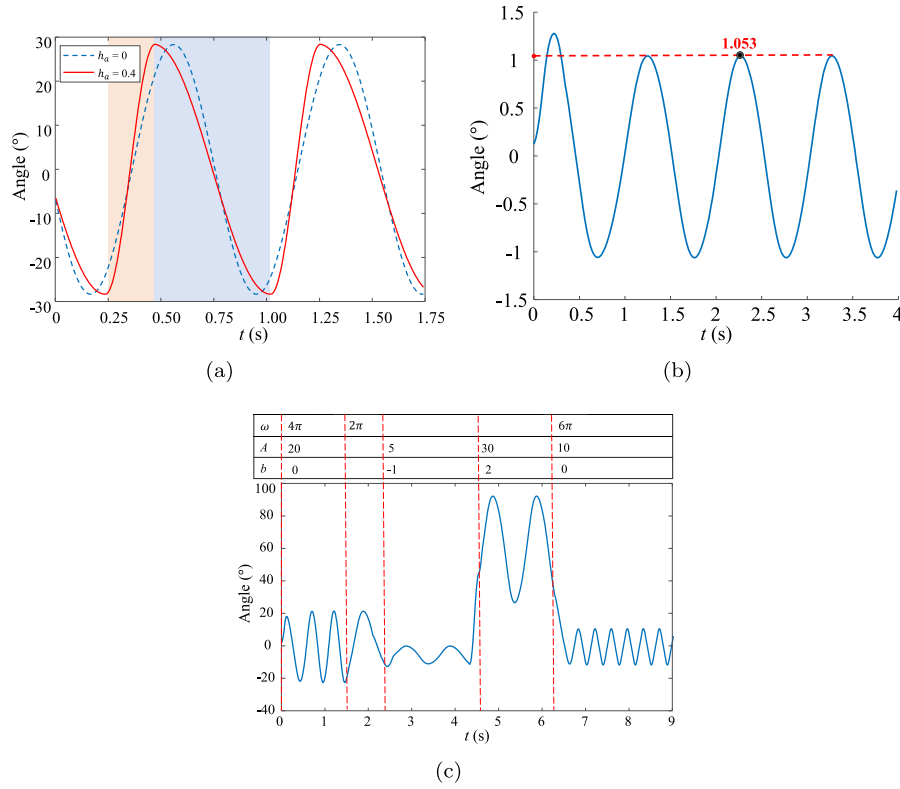 30
20
10
0
-10
-20
-30
Angle (°)
hₐ = 0
hₐ = 0.4
0 0.25 0.50 0.75 1.00 1.25 1.50 1.75
t (s)
(a)
1.5
1
0.5
0
-0.5
-1
-1.5
Angle (°)
1.053
0 0.5 1 1.5 2 2.5 3 3.5 4
t (s)
(b)
ω 4π 2π 6π
A 20 5 30 10
b 0 -1 2 0
100
80
60
40
20
0
-20
-40
Angle (°)
0 1 2 3 4 5 6 7 8 9
t (s)
(c)